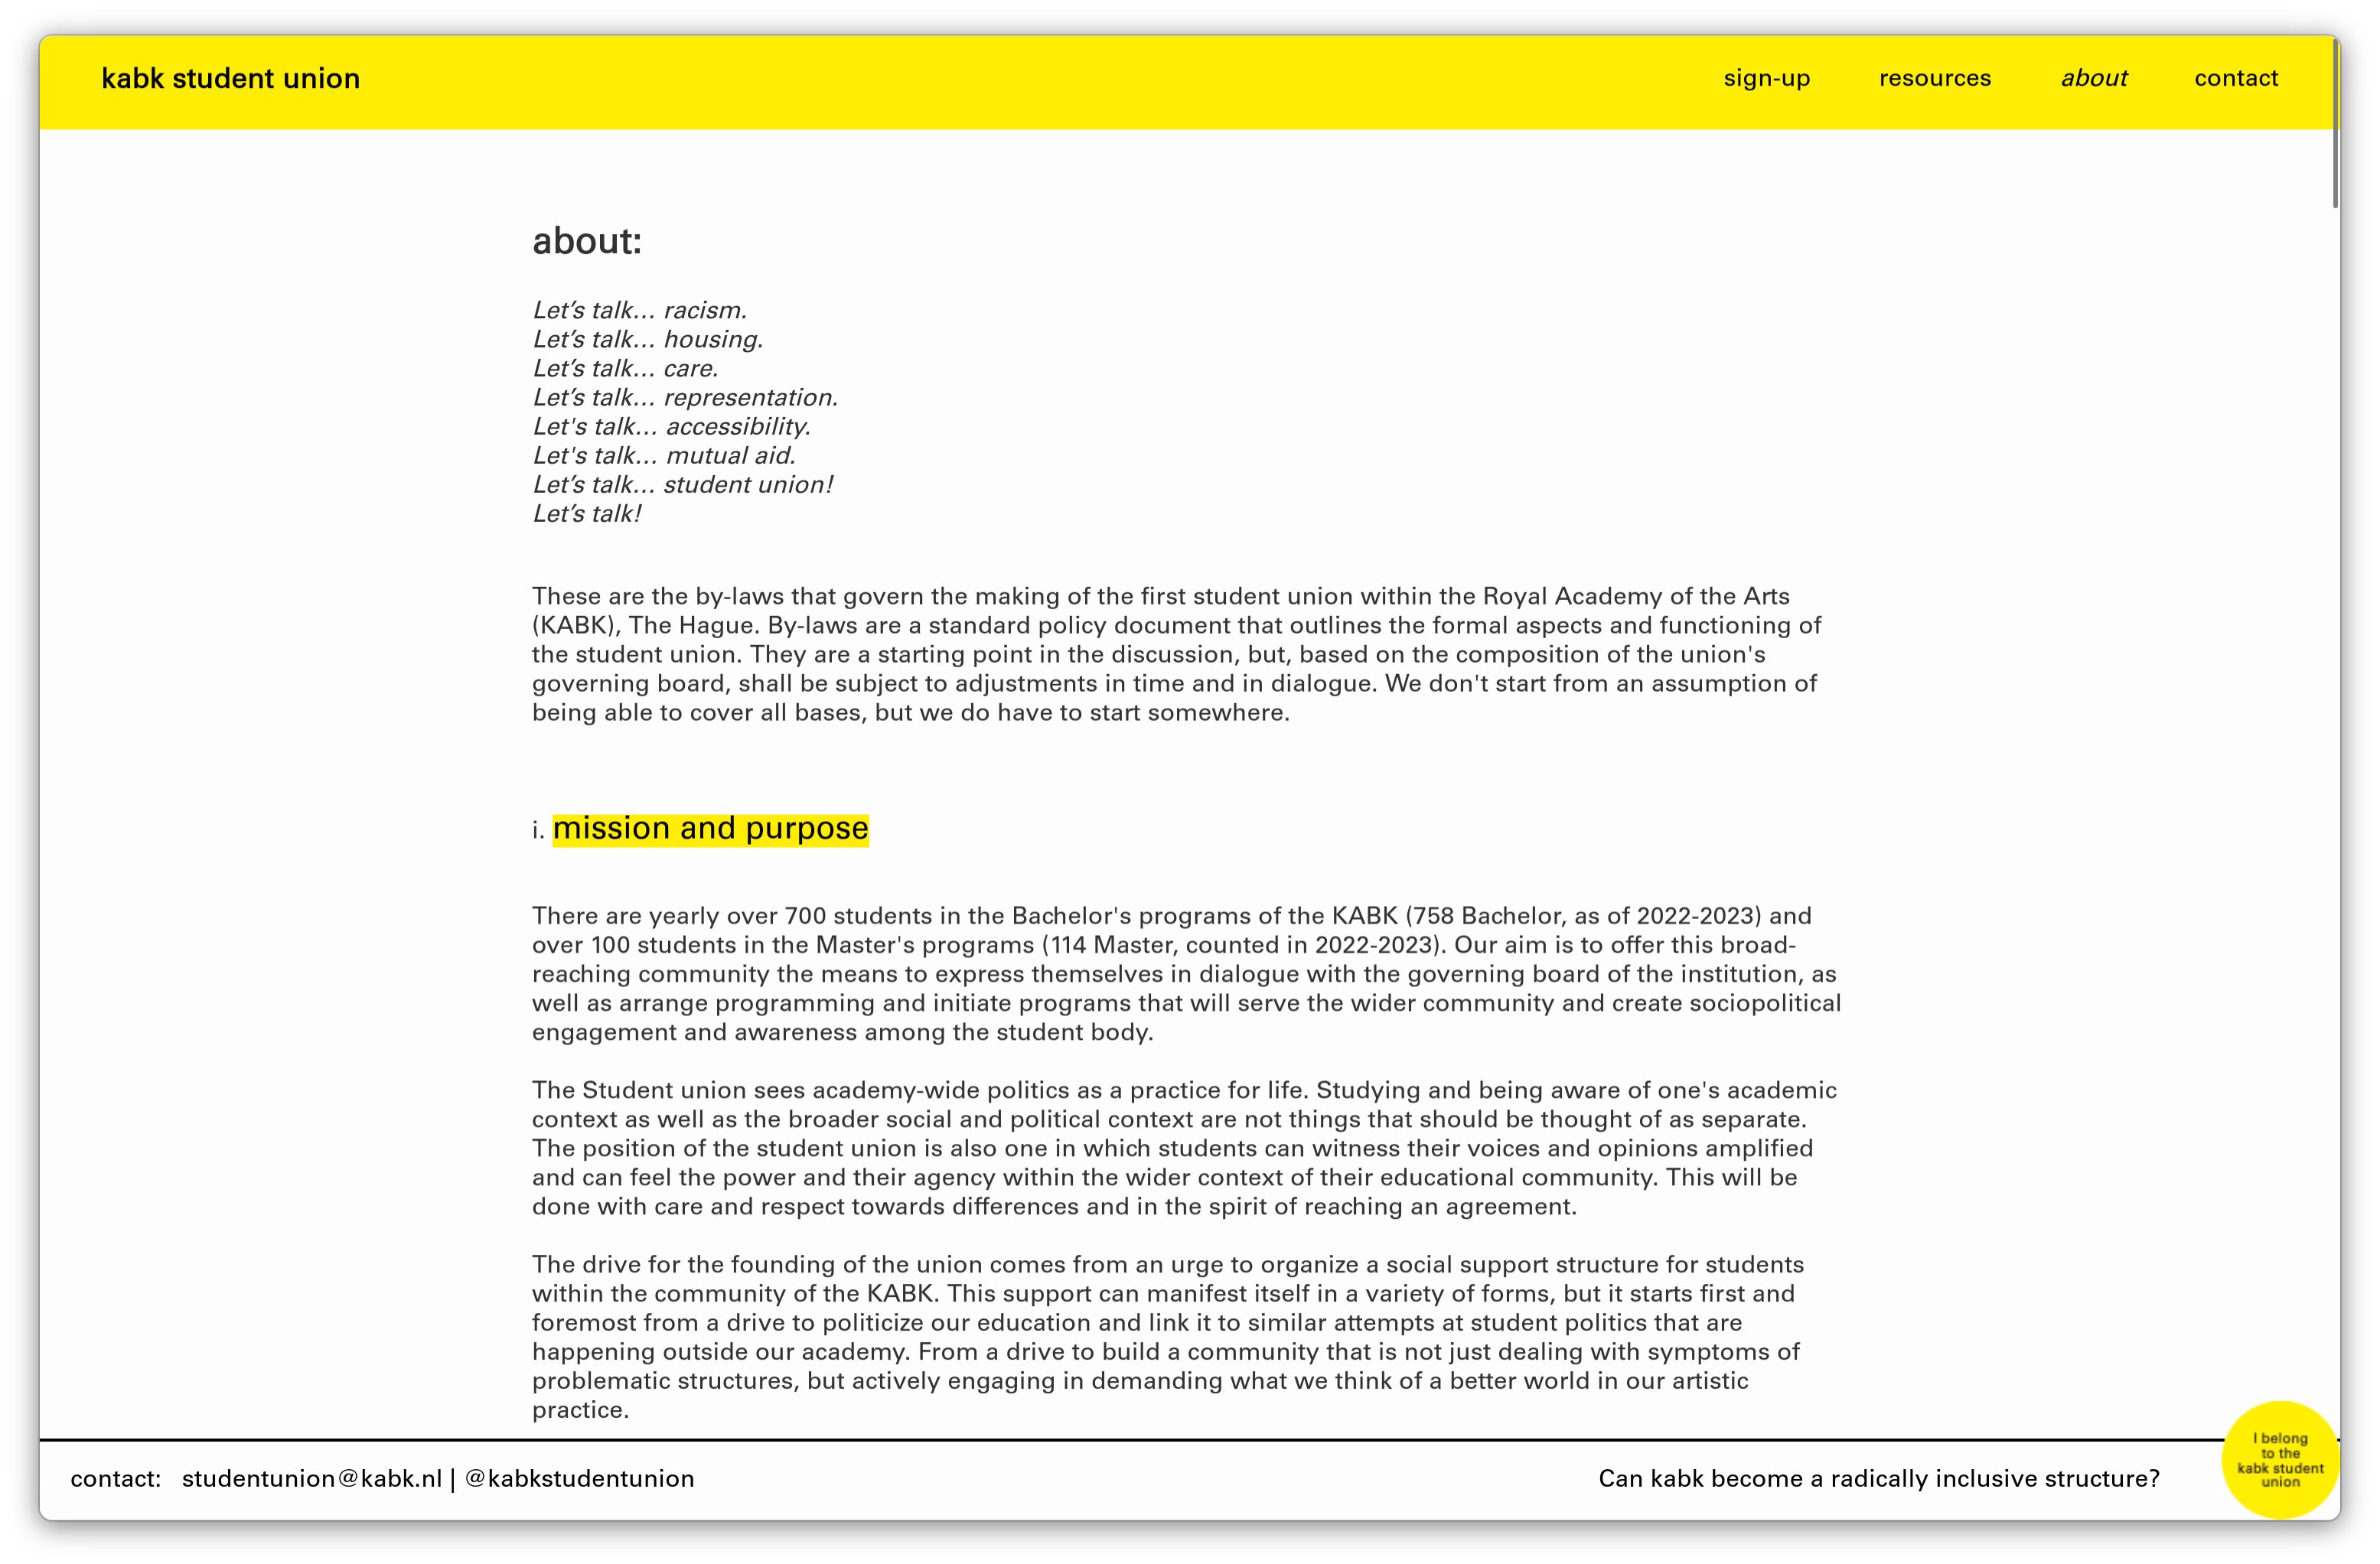 kabk student union
sign-up
resources
about
contact
about:
Let’s talk… racism.
Let’s talk… housing.
Let’s talk… care.
Let’s talk… representation.
Let's talk… accessibility.
Let's talk… mutual aid.
Let’s talk… student union!
Let’s talk!
These are the by-laws that govern the making of the first student union within the Royal Academy of the Arts
(KABK), The Hague. By-laws are a standard policy document that outlines the formal aspects and functioning of
the student union. They are a starting point in the discussion, but, based on the composition of the union's
governing board, shall be subject to adjustments in time and in dialogue. We don't start from an assumption of
being able to cover all bases, but we do have to start somewhere.
i. mission and purpose
There are yearly over 700 students in the Bachelor's programs of the KABK (758 Bachelor, as of 2022-2023) and
over 100 students in the Master's programs (114 Master, counted in 2022-2023). Our aim is to offer this broad-
reaching community the means to express themselves in dialogue with the governing board of the institution, as
well as arrange programming and initiate programs that will serve the wider community and create sociopolitical
engagement and awareness among the student body.
The Student union sees academy-wide politics as a practice for life. Studying and being aware of one's academic
context as well as the broader social and political context are not things that should be thought of as separate.
The position of the student union is also one in which students can witness their voices and opinions amplified
and can feel the power and their agency within the wider context of their educational community. This will be
done with care and respect towards differences and in the spirit of reaching an agreement.
The drive for the founding of the union comes from an urge to organize a social support structure for students
within the community of the KABK. This support can manifest itself in a variety of forms, but it starts first and
foremost from a drive to politicize our education and link it to similar attempts at student politics that are
happening outside our academy. From a drive to build a community that is not just dealing with symptoms of
problematic structures, but actively engaging in demanding what we think of a better world in our artistic
practice.
contact: studentunion@kabk.nl | @kabkstudentunion
Can kabk become a radically inclusive structure?
I belong
to the
kabk student
union